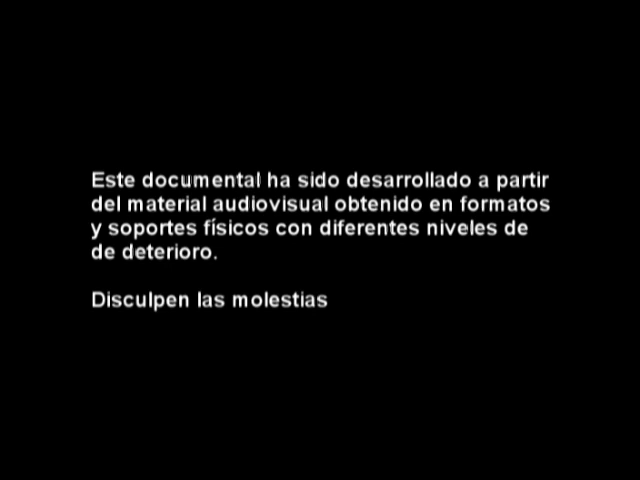 Este documental ha sido desarrollado a partir
del material audiovisual obtenido en formatos
y soportes físicos con diferentes niveles de
de deterioro.
Disculpen las molestias